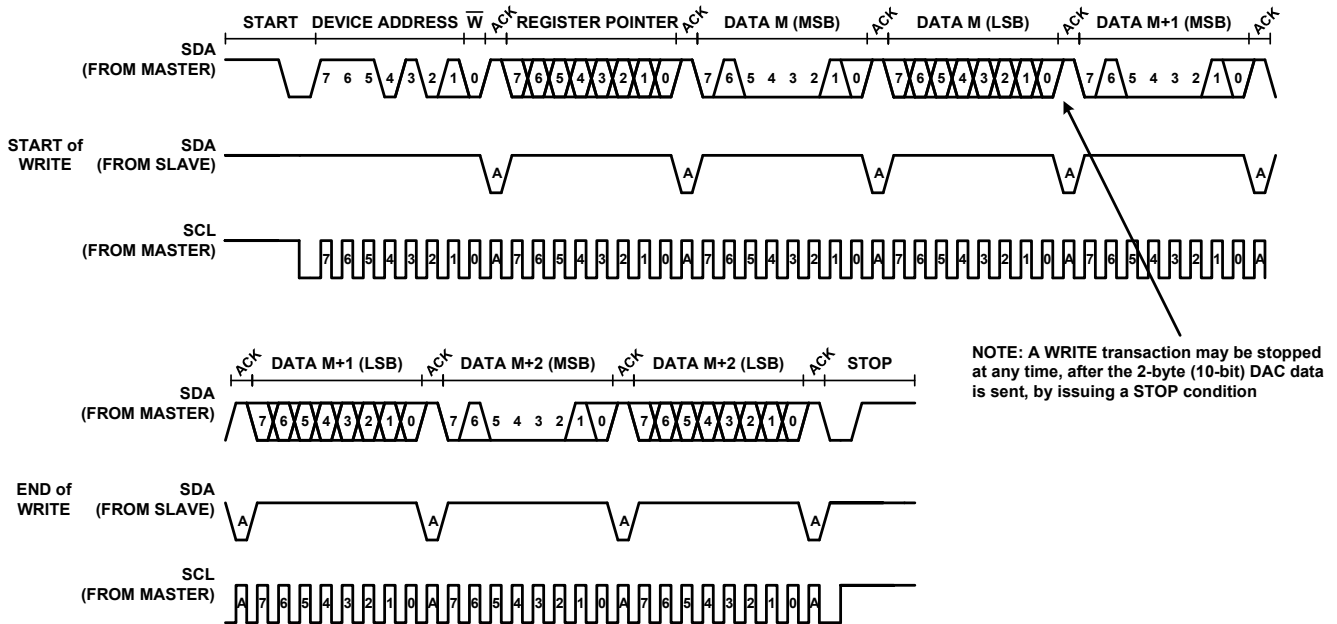 START DEVICE ADDRESS W ACK REGISTER POINTER ACK DATA M (MSB) ACK DATA M (LSB) ACK DATA M+1 (MSB) ACK
SDA
(FROM MASTER)
7 6 5 4 3 2 1 0 7 6 5 4 3 2 1 0 7 6 5 4 3 2 1 0 7 6 5 4 3 2 1 0 7 6 5 4 3 2 1 0
START of
WRITE
SDA
(FROM SLAVE)
A A A A A
SCL
(FROM MASTER)
7 6 5 4 3 2 1 0 A 7 6 5 4 3 2 1 0 A 7 6 5 4 3 2 1 0 A 7 6 5 4 3 2 1 0 A 7 6 5 4 3 2 1 0 A
NOTE: A WRITE transaction may be stopped
at any time, after the 2-byte (10-bit) DAC data
is sent, by issuing a STOP condition
ACK DATA M+1 (LSB) ACK DATA M+2 (MSB) ACK DATA M+2 (LSB) ACK STOP
SDA
(FROM MASTER)
7 6 5 4 3 2 1 0 7 6 5 4 3 2 1 0 7 6 5 4 3 2 1 0
END of
WRITE
SDA
(FROM SLAVE)
A A A A
SCL
(FROM MASTER)
A 7 6 5 4 3 2 1 0 A 7 6 5 4 3 2 1 0 A 7 6 5 4 3 2 1 0 A